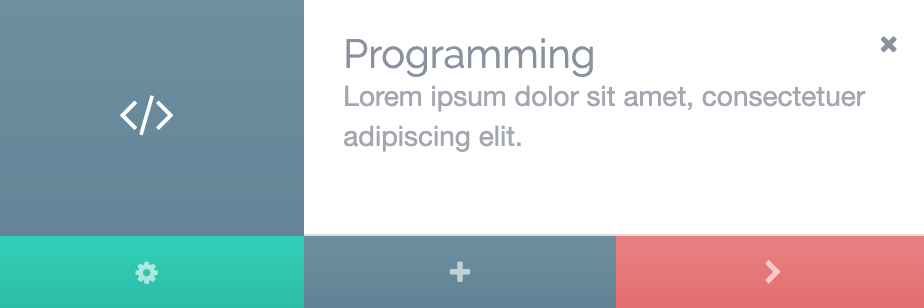 Programming
Lorem ipsum dolor sit amet, consectetuer
adipiscing elit.